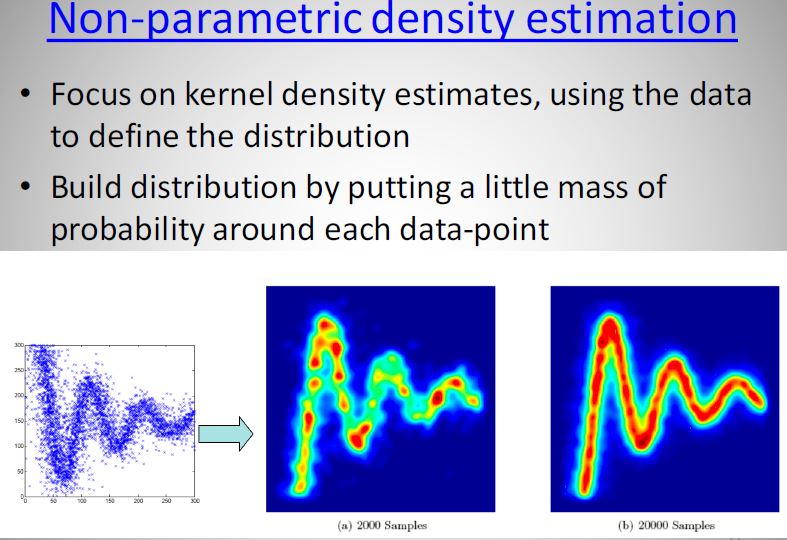 Non-parametric density estimation
• Focus on kernel density estimates, using the data
to define the distribution
• Build distribution by putting a little mass of
probability around each data-point
300
250
200
150
100
50
0
0 50 100 150 200 250 300
(a) 2000 Samples
(b) 20000 Samples